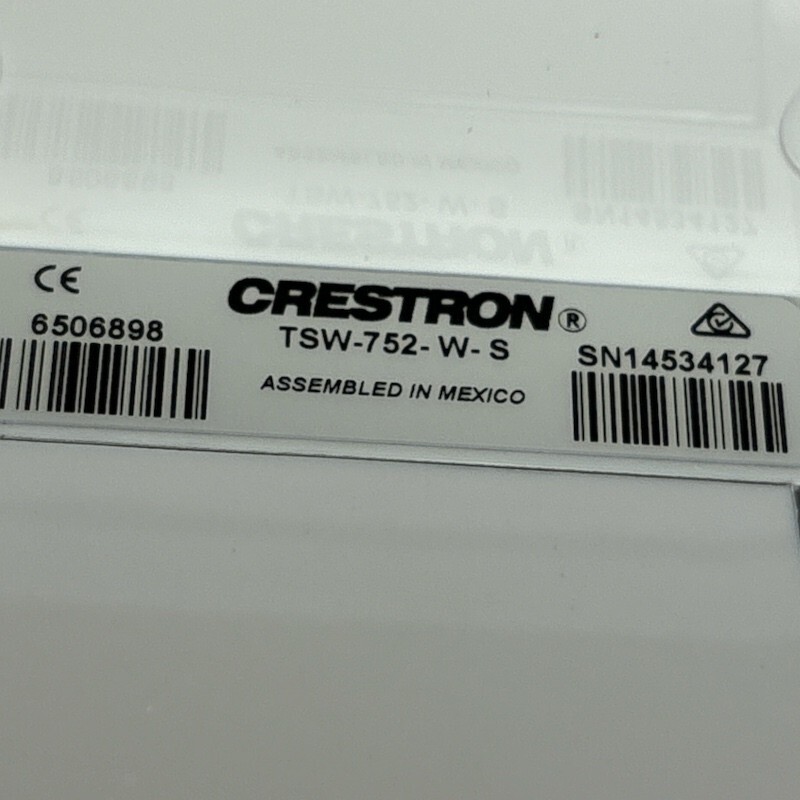 CE
6506898
CRESTRON®
TSW-752-W-S
ASSEMBLED IN MEXICO
SN14534127